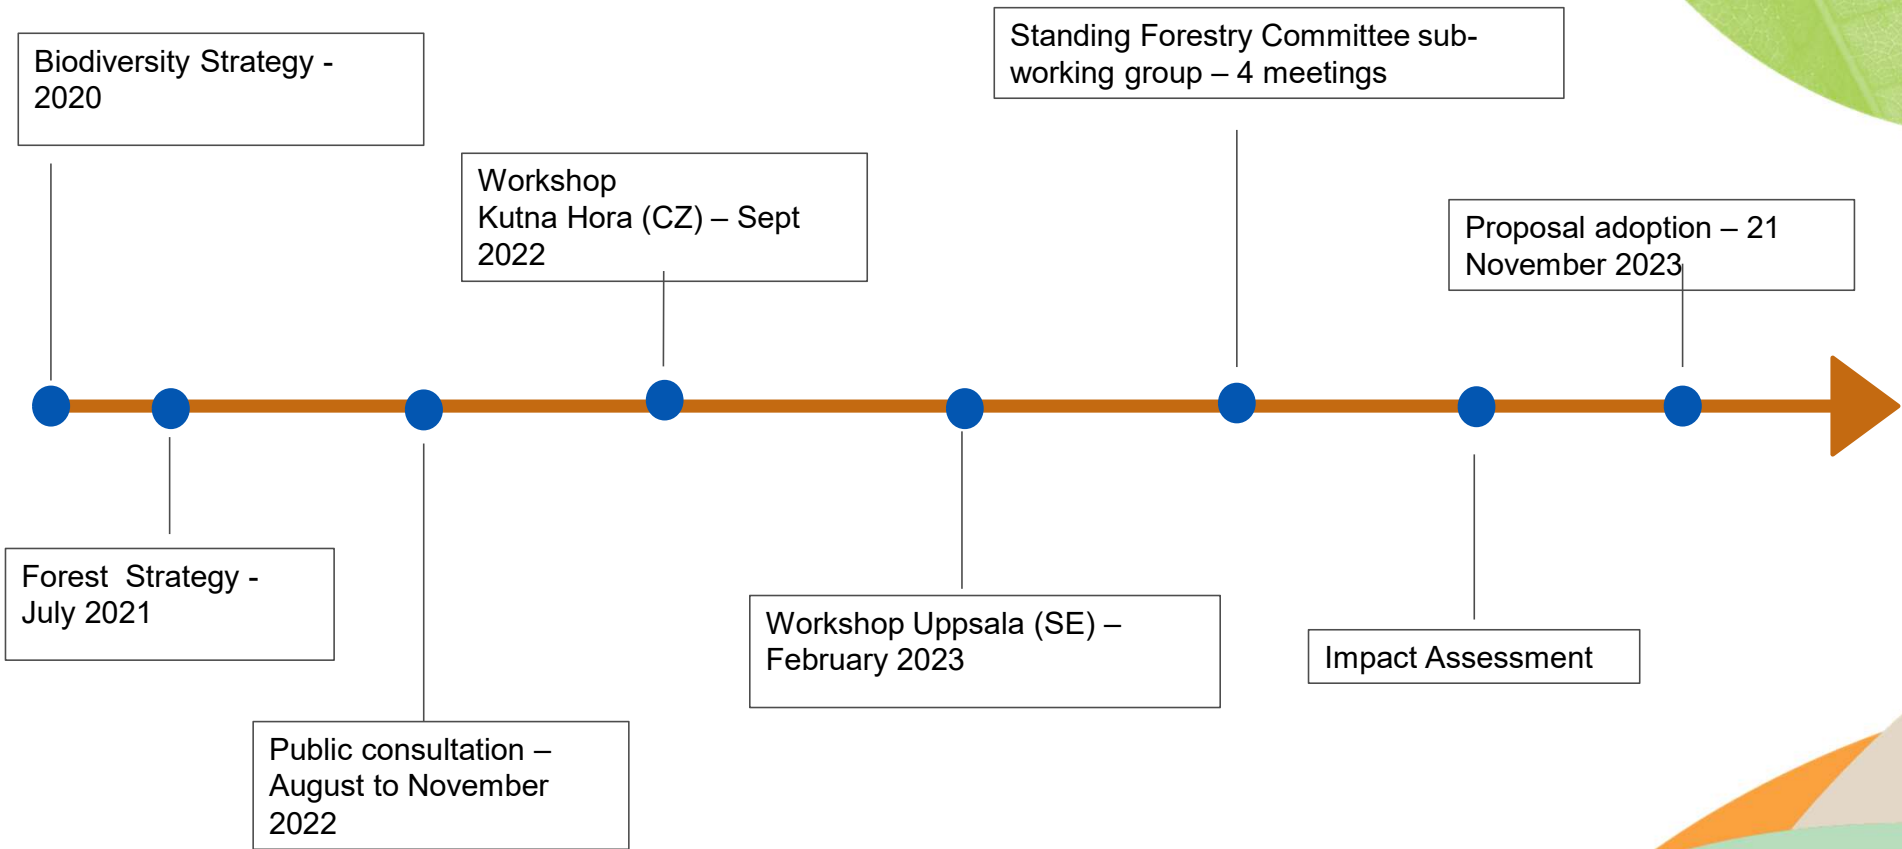 Biodiversity Strategy -
2020
Forest  Strategy -
July 2021
Public consultation –
August to November
2022
Workshop
Kutna Hora (CZ) – Sept
2022
Workshop Uppsala (SE) –
February 2023
Standing Forestry Committee sub-
working group – 4 meetings
Impact Assessment
Proposal adoption – 21
November 2023